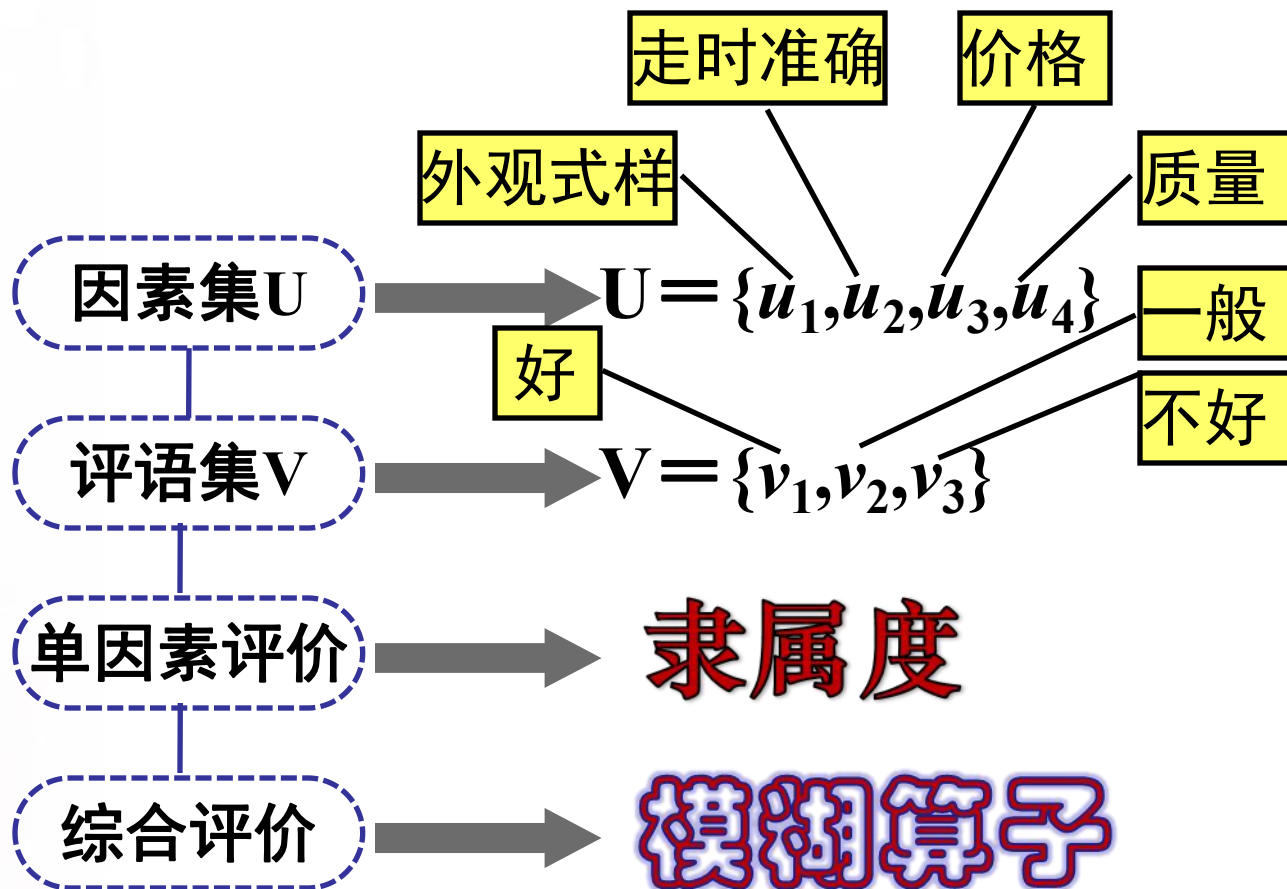 走时准确
价格
外观式样
质量
因素集U
U={u1,u2,u3,u4}
一般
好
不好
评语集V
V={v1,v2,v3}
单因素评价
隶属度
综合评价
模糊算子